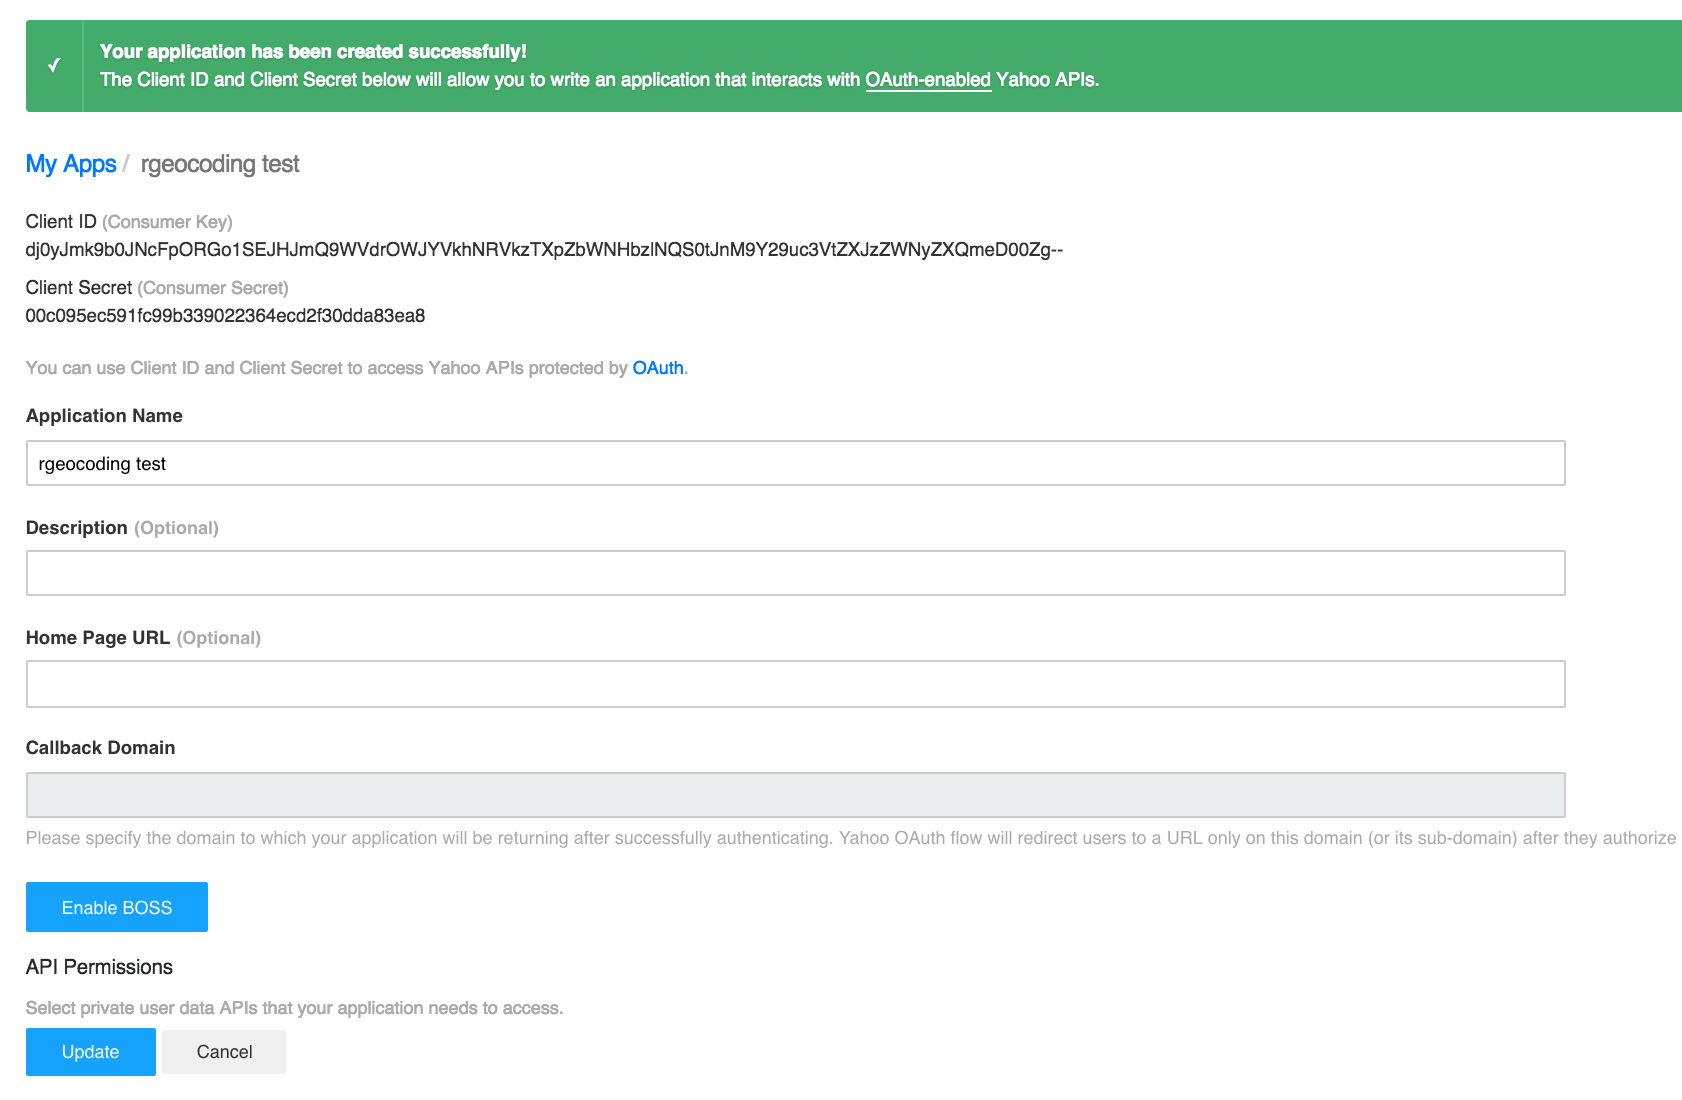 ✓
Your application has been created successfully!
The Client ID and Client Secret below will allow you to write an application that interacts with OAuth-enabled Yahoo APIs.
My Apps / rgeocoding test
Client ID (Consumer Key)
dj0yJmk9b0JNcFpORGo1SEJHJmQ9WVdrOWJYVkhNRVkzTXpZbWNHbzlNQS0tJnM9Y29uc3VtZXJzZWNyZXQmeD00Zg--
Client Secret (Consumer Secret)
00c095ec591fc99b339022364ecd2f30dda83ea8
You can use Client ID and Client Secret to access Yahoo APIs protected by OAuth.
Application Name
rgeocoding test
Description (Optional)
Home Page URL (Optional)
Callback Domain
Please specify the domain to which your application will be returning after successfully authenticating. Yahoo OAuth flow will redirect users to a URL only on this domain (or its sub-domain) after they authorize
Enable BOSS
API Permissions
Select private user data APIs that your application needs to access.
Update Cancel